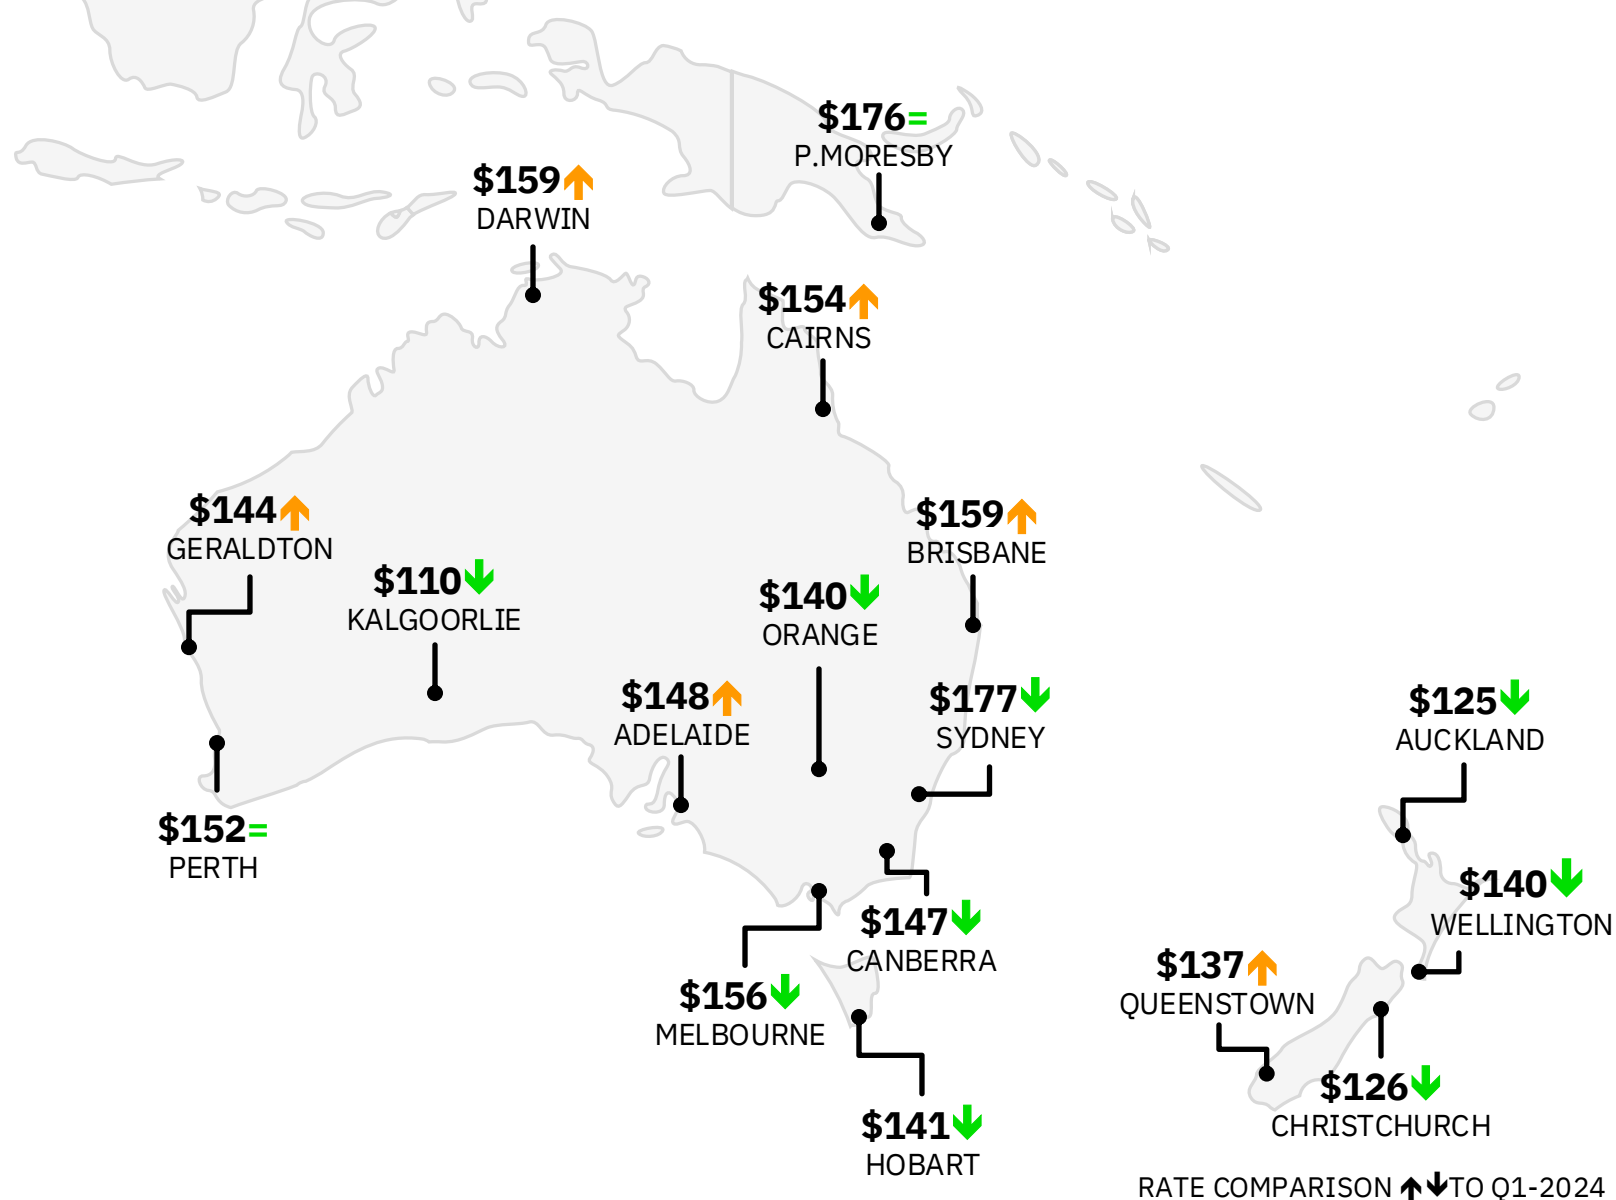 $176=
P.MORESBY
$159↑
DARWIN
$154↑
CAIRNS
$144↑
GERALDTON
$159↑
BRISBANE
$110↓
KALGOORLIE
$140↓
ORANGE
$148↑
ADELAIDE
$177↓
SYDNEY
$125↓
AUCKLAND
$152=
PERTH
$140↓
WELLINGTON
$147↓
CANBERRA
$137↑
QUEENSTOWN
$156↓
MELBOURNE
$126↓
CHRISTCHURCH
$141↓
HOBART
RATE COMPARISON ↑↓TO Q1-2024